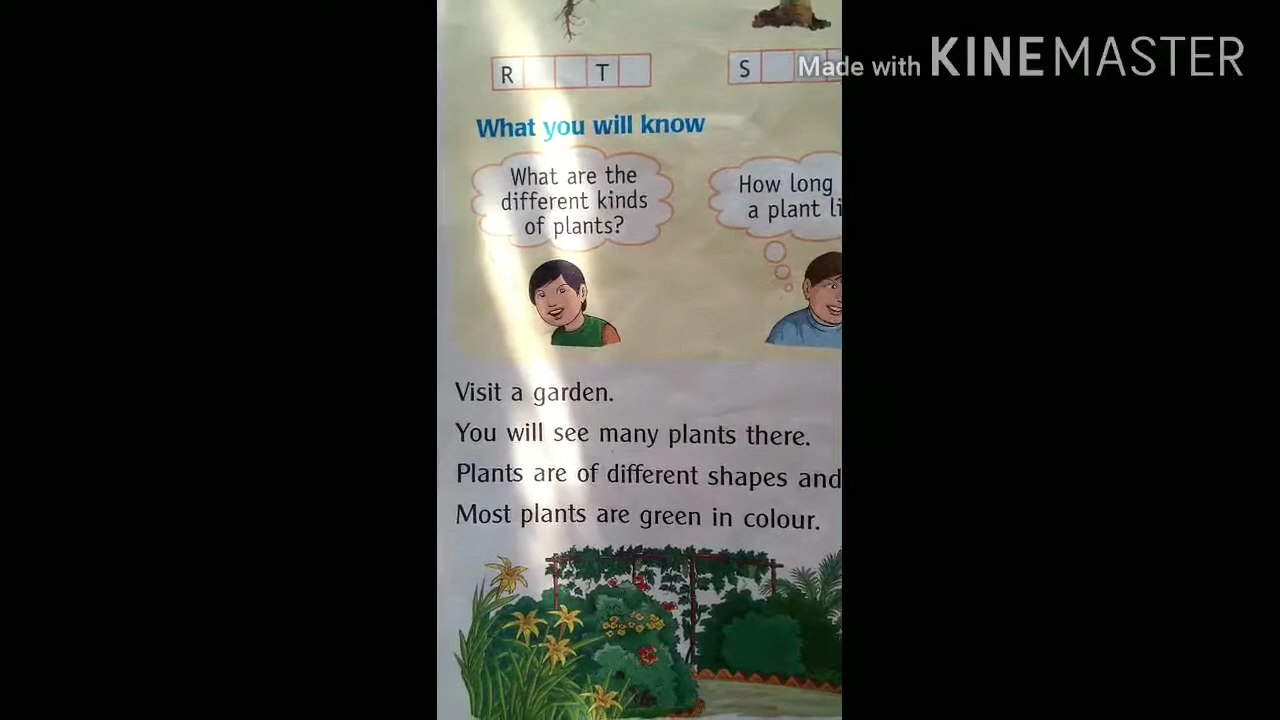 Made with KINEMASTER
R T
S
What you will know
What are the
different kinds
of plants?
How long
a plant
Visit a garden.
You will see many plants there.
Plants are of different shapes and
Most plants are green in colour.